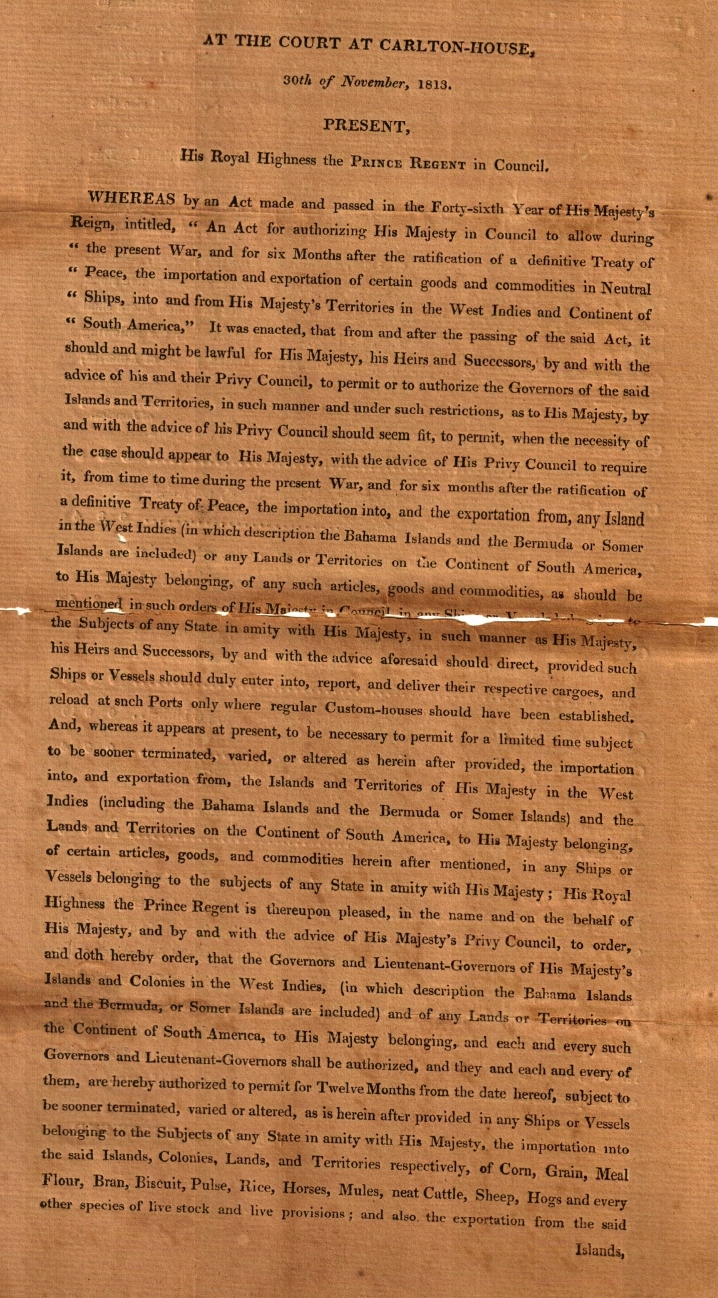 AT THE COURT AT CARLTON-HOUSE,
30th of November, 1813.
PRESENT,
His Royal Highness the PRINCE REGENT in Council.
WHEREAS by an Act made and passed in the Forty-sixth Year of His Majesty's
Reign, intitled, “ An Act for authorizing His Majesty in Council to allow during
“ the present War, and for six Months after the ratification of a definitive Treaty of
“ Peace, the importation and exportation of certain goods and commodities in Neutral
“ Ships, into and from His Majesty's Territories in the West Indies and Continent of
“ South America,” It was enacted, that from and after the passing of the said Act, it
should and might be lawful for His Majesty, his Heirs and Successors, by and with the
advice of his and their Privy Council, to permit or to authorize the Governors of the said
Islands and Territories, in such manner and under such restrictions, as to His Majesty, by
and with the advice of his Privy Council should seem fit, to permit, when the necessity of
the case should appear to His Majesty, with the advice of His Privy Council to require
it, from time to time during the present War, and for six months after the ratification of
a definitive Treaty of Peace, the importation into, and the exportation from, any Island
in the West Indies (in which description the Bahama Islands and the Bermuda or Somer
Islands are included) or any Lands or Territories on the Continent of South America,
to His Majesty belonging, of any such articles, goods and commodities, as should be
mentioned in such orders of His Majesty in Council in any to
the Subjects of any State in amity with His Majesty, in such manner as His Majesty,
his Heirs and Successors, by and with the advice aforesaid should direct, provided such
Ships or Vessels should duly enter into, report, and deliver their respective cargoes, and
reload at snch Ports only where regular Custom-houses should have been established.
And, whereas it appears at present, to be necessary to permit for a limited time subject
to be sooner terminated, varied, or altered as herein after provided, the importation
into, and exportation from, the Islands and Territories of His Majesty in the West
Indies (including the Bahama Islands and the Bermuda or Somer Islands) and the
Lands and Territories on the Continent of South America, to His Majesty belonging,
of certain articles, goods, and commodities herein after mentioned, in any Ships or
Vessels belonging to the subjects of any State in amity with His Majesty ; His Royal
Highness the Prince Regent is thereupon pleased, in the name and on the behalf of
His Majesty, and by and with the advice of His Majesty's Privy Council, to order,
and doth hereby order, that the Governors and Lieutenant-Governors of His Majesty's
Islands and Colonies in the West Indies, (in which description the Bahama Islands
and the Bermuda, or Somer Islands are included) and of any Lands or Territories on
the Continent of South America, to His Majesty belonging, and each and every such
Governors and Lieutenant-Governors shall be authorized, and they and each and every of
them, are hereby authorized to permit for Twelve Months from the date hereof, subject to
be sooner terminated, varied or altered, as is herein after provided in any Ships or Vessels
belonging to the Subjects of any State in amity with His Majesty, the importation into
the said Islands, Colonies, Lands, and Territories respectively, of Corn, Grain, Meal
Flour, Bran, Biscuit, Pulse, Rice, Horses, Mules, neat Cattle, Sheep, Hogs and every
other species of live stock and live provisions ; and also the exportation from the said
Islands,